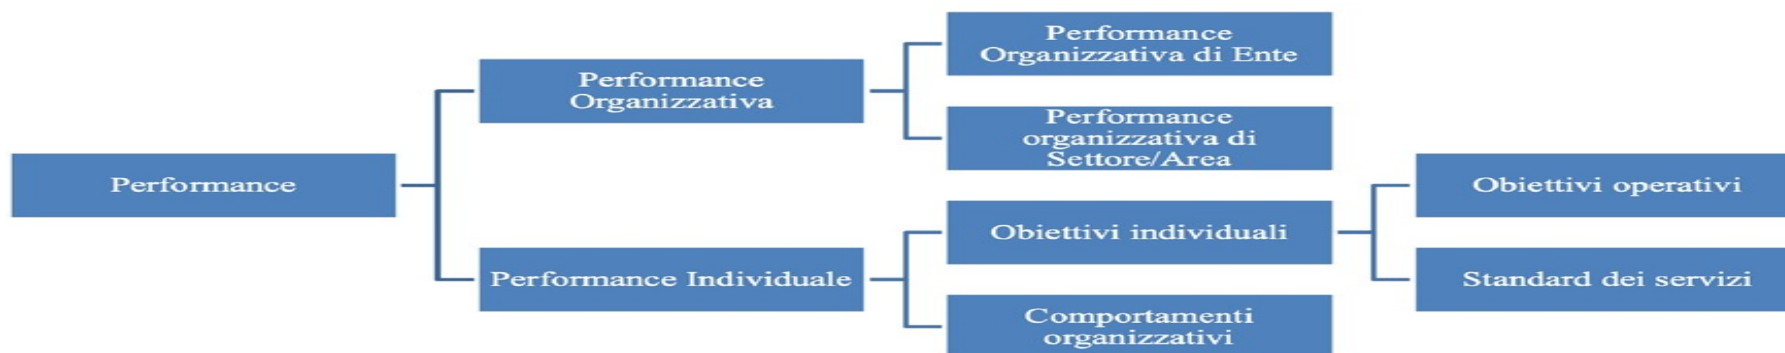 Performance
Performance
Organizzativa
Performance
Organizzativa di Ente
Performance
organizzativa di
Settore/Area
Performance Individuale
Obiettivi individuali
Obiettivi operativi
Standard dei servizi
Comportamenti
organizzativi